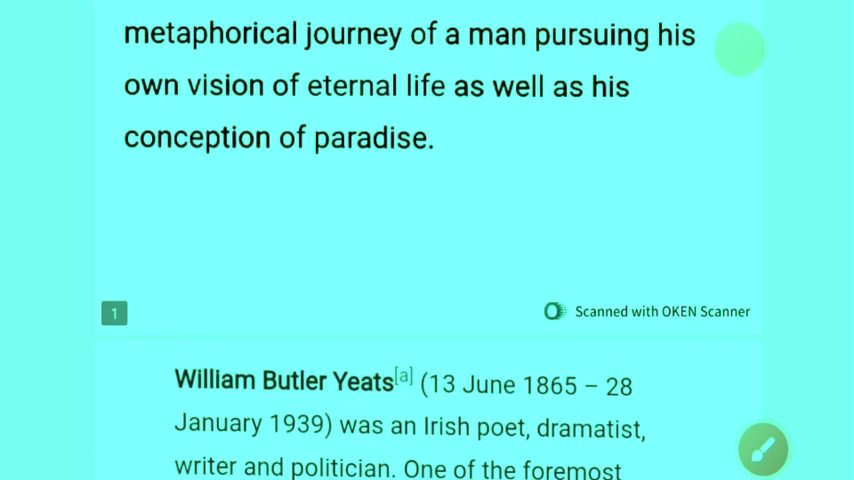 metaphorical journey of a man pursuing his
own vision of eternal life as well as his
conception of paradise.
1
Scanned with OKEN Scanner
William Butler Yeats[a] (13 June 1865 – 28
January 1939) was an Irish poet, dramatist,
writer and politician. One of the foremost